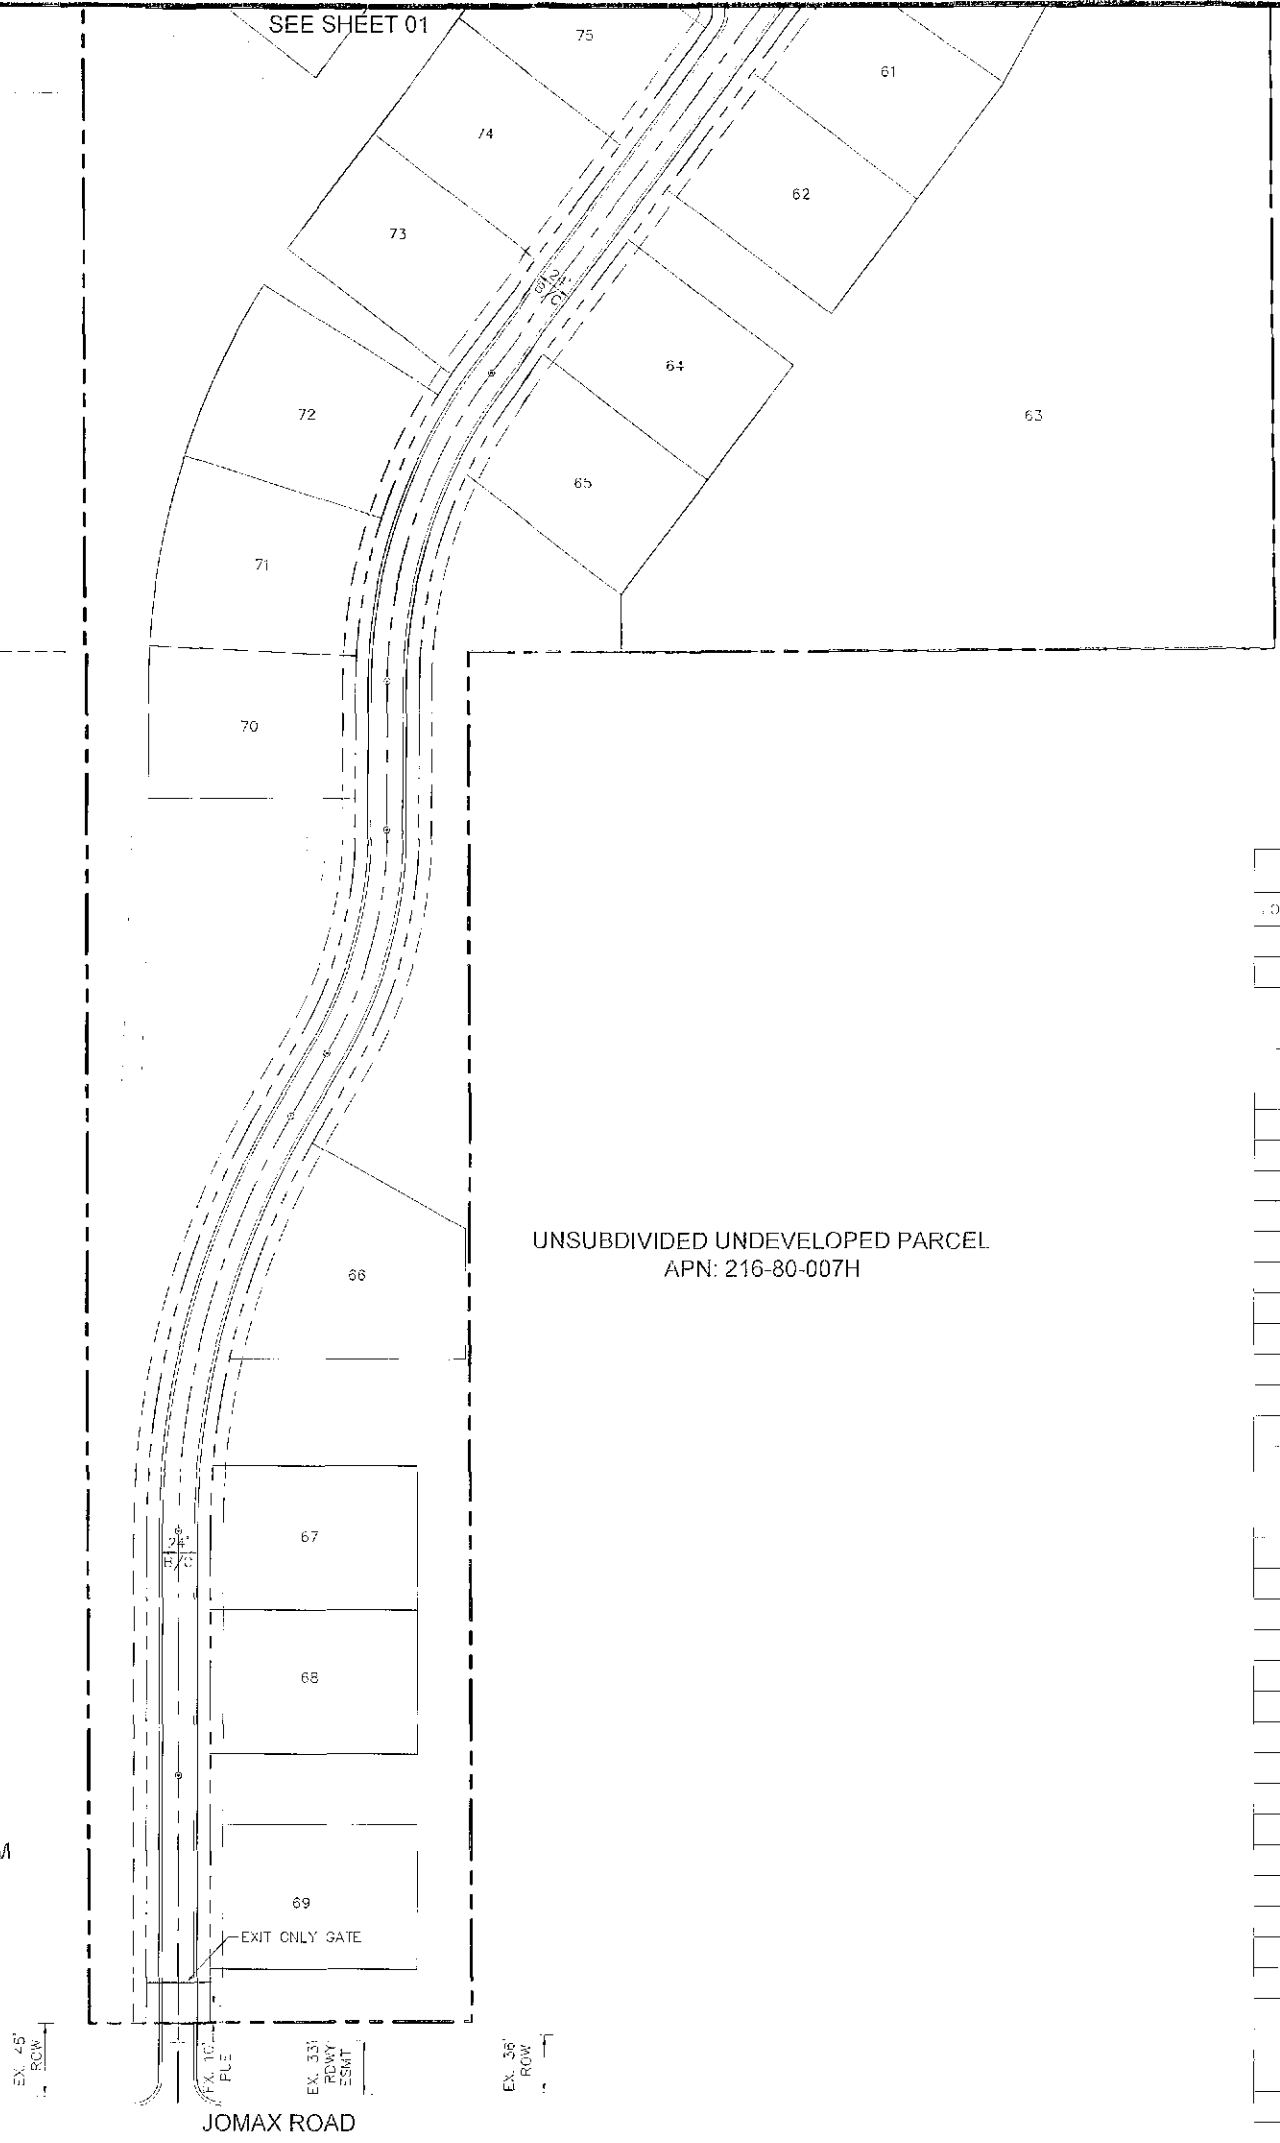 SEE SHEET 01
75
61
74
62
73
24'
B/C
64
72
63
65
71
70
UNSUBDIVIDED UNDEVELOPED PARCEL
APN: 216-80-007H
66
67
24'
B/C
68
69
EXIT ONLY GATE
EX. 45'
ROW
EX. 10'
PUE
EX. 33'
RDWY
ESMT
EX. 36'
ROW
JOMAX ROAD